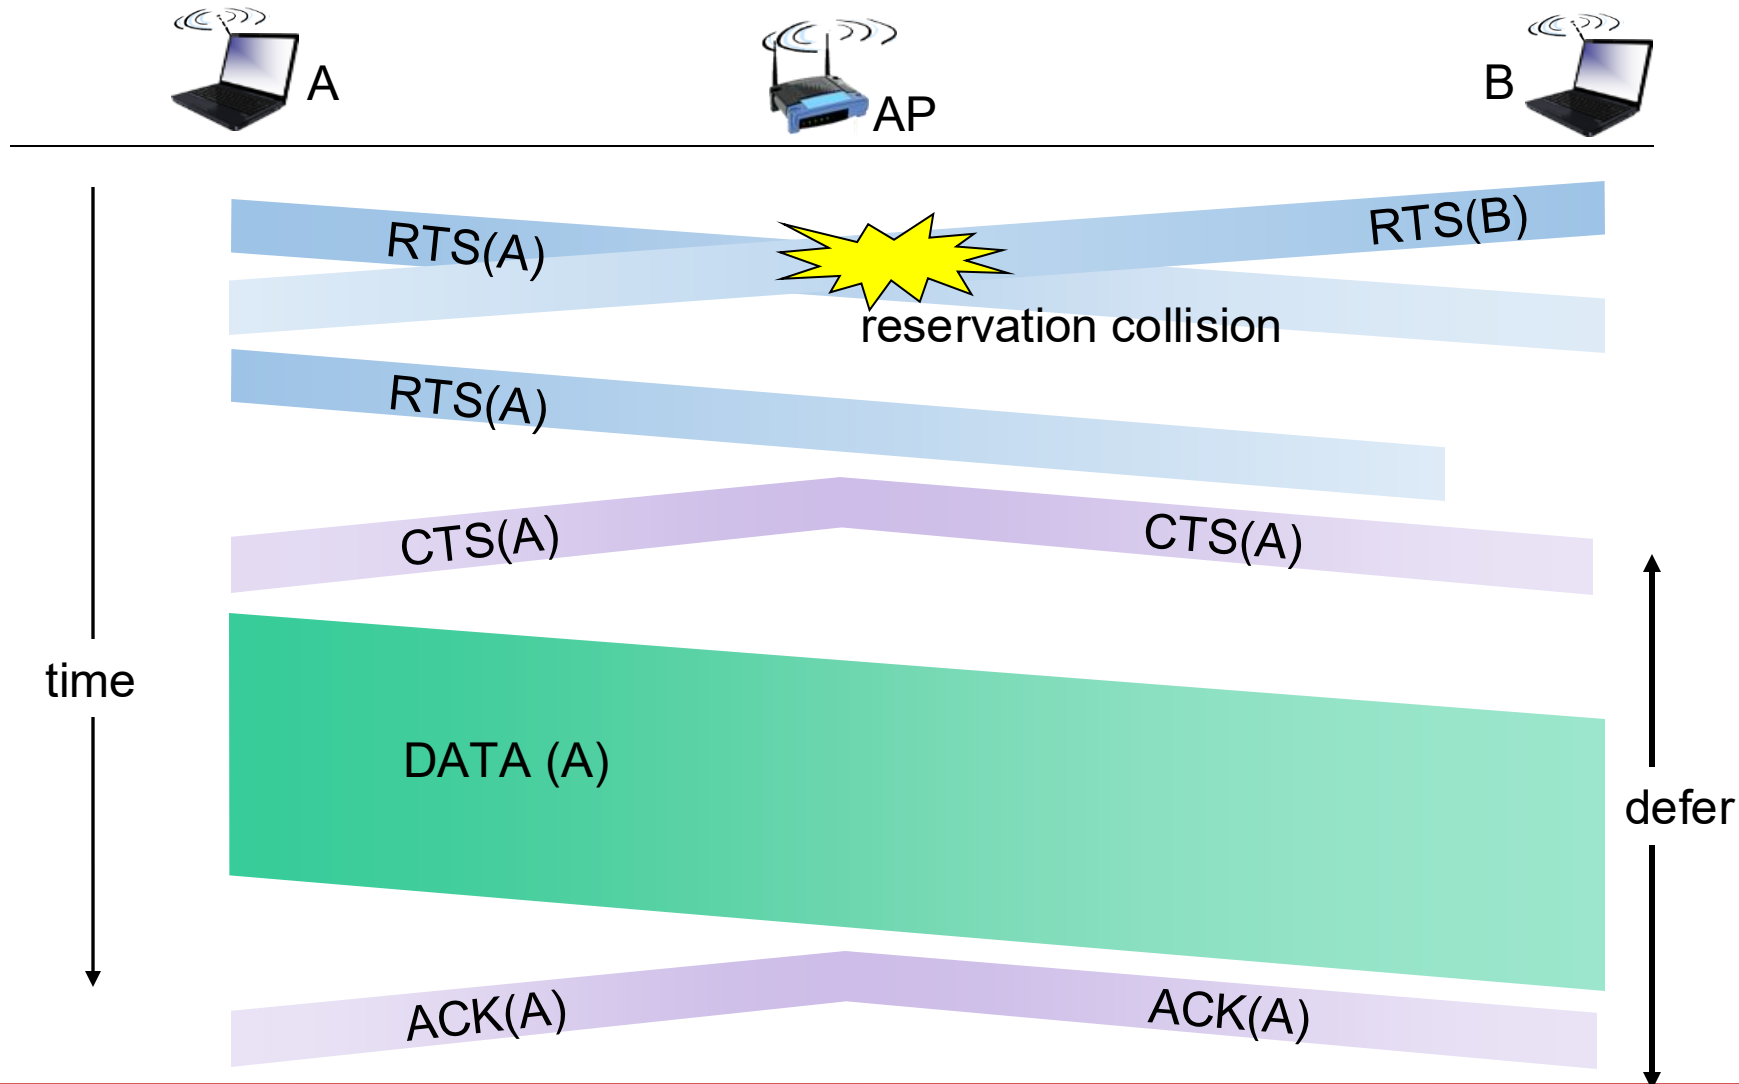 A
AP
B
RTS(A)
RTS(B)
reservation collision
RTS(A)
CTS(A)
CTS(A)
time
DATA (A)
defer
ACK(A)
ACK(A)